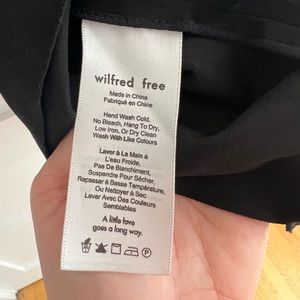 wilfred free
Made in China
Fabriqué en Chine
Hand Wash Cold,
No Bleach, Hang To Dry,
Low Iron, Or Dry Clean
Wash With Like Colours
Laver à La Main à
L'eau Froide,
Pas De Blanchiment,
Suspendre Pour Sécher,
Repasser à Basse Température,
Ou Nettoyer à Sec
Laver Avec Des Couleurs
Semblables
A little love
goes a long way.
P